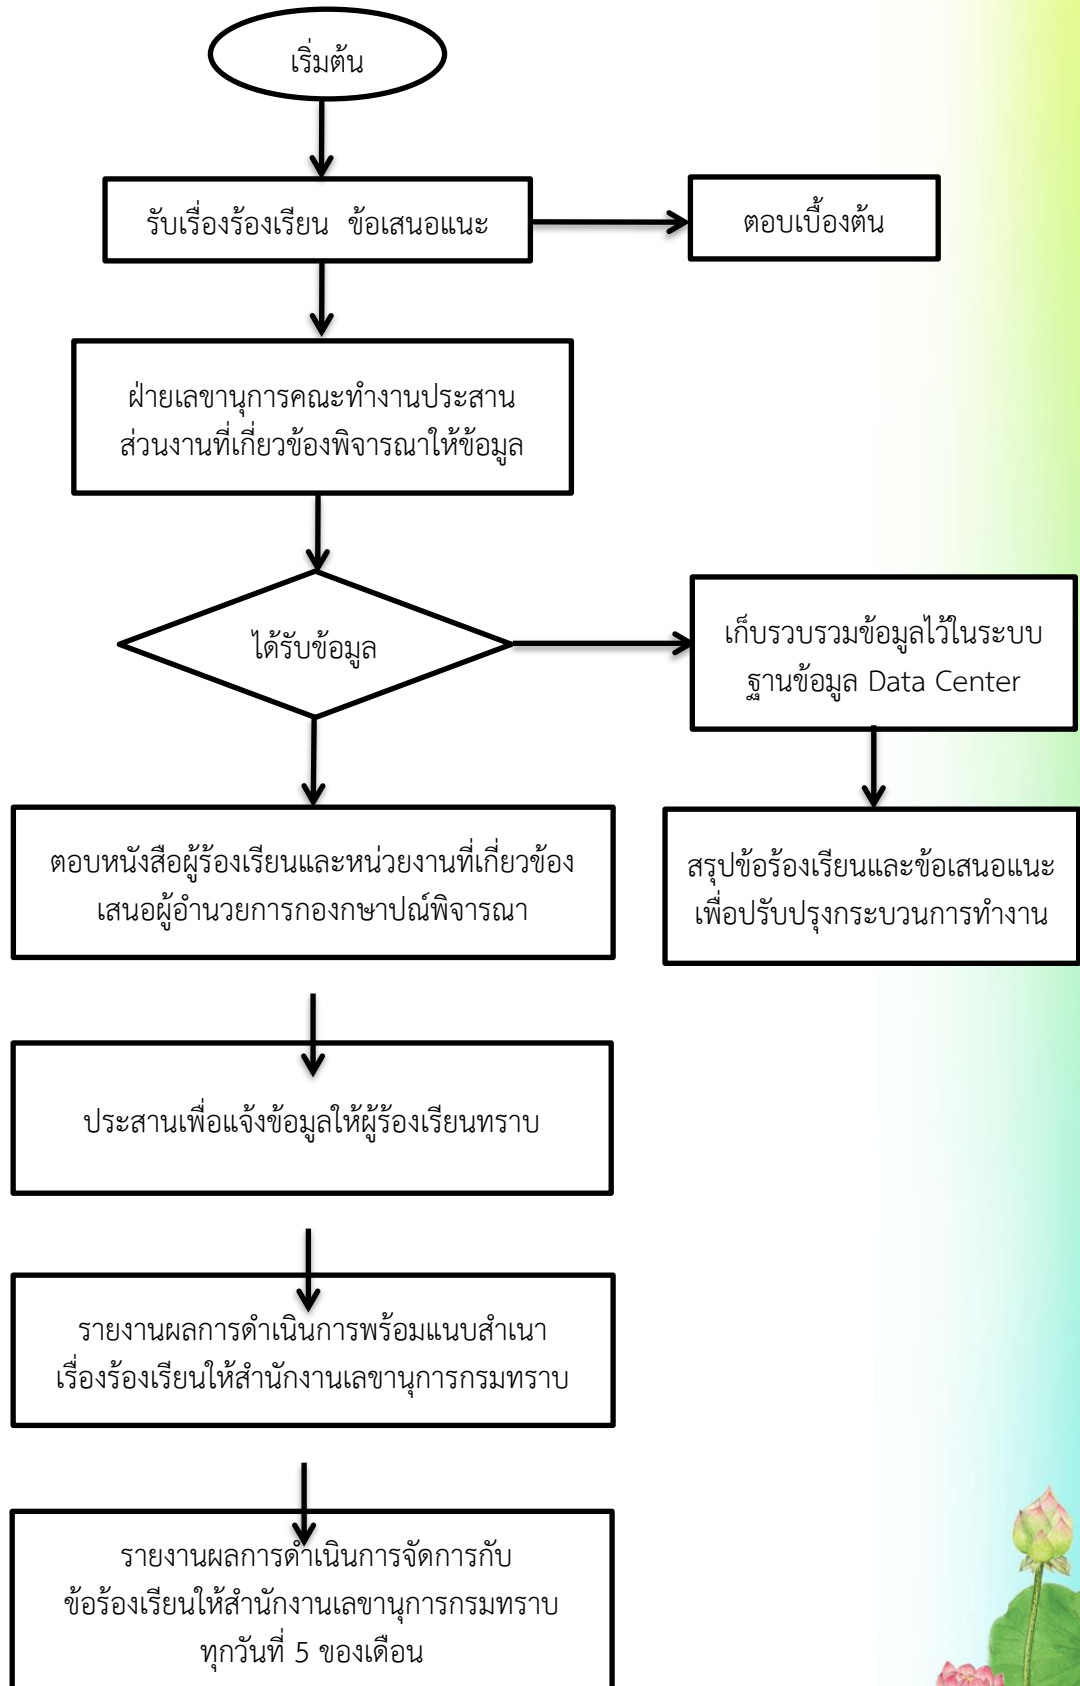 เริ่มต้น
รับเรื่องร้องเรียน ข้อเสนอแนะ
ตอบเบื้องต้น
ฝ่ายเลขานุการคณะทำงานประสาน
ส่วนงานที่เกี่ยวข้องพิจารณาให้ข้อมูล
ได้รับข้อมูล
เก็บรวบรวมข้อมูลไว้ในระบบ
ฐานข้อมูล Data Center
ตอบหนังสือผู้ร้องเรียนและหน่วยงานที่เกี่ยวข้อง
เสนอผู้อำนวยการกองกษาปณ์พิจารณา
สรุปข้อร้องเรียนและข้อเสนอแนะ
เพื่อปรับปรุงกระบวนการทำงาน
ประสานเพื่อแจ้งข้อมูลให้ผู้ร้องเรียนทราบ
รายงานผลการดำเนินการพร้อมแนบสำเนา
เรื่องร้องเรียนให้สำนักงานเลขานุการกรมทราบ
รายงานผลการดำเนินการจัดการกับ
ข้อร้องเรียนให้สำนักงานเลขานุการกรมทราบ
ทุกวันที่ 5 ของเดือน